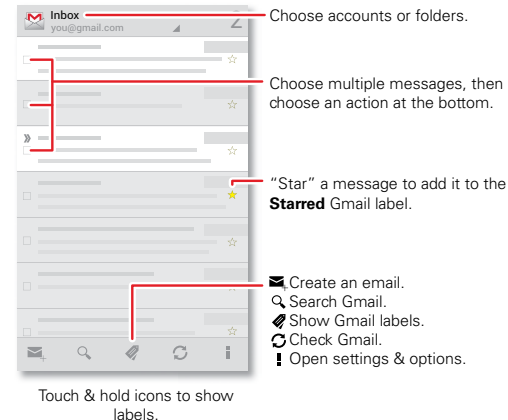 Inbox
you@gmail.com
2
Choose accounts or folders.
Choose multiple messages, then
choose an action at the bottom.
“Star” a message to add it to the
Starred Gmail label.
Create an email.
Search Gmail.
Show Gmail labels.
Check Gmail.
Open settings & options.
Touch & hold icons to show
labels.